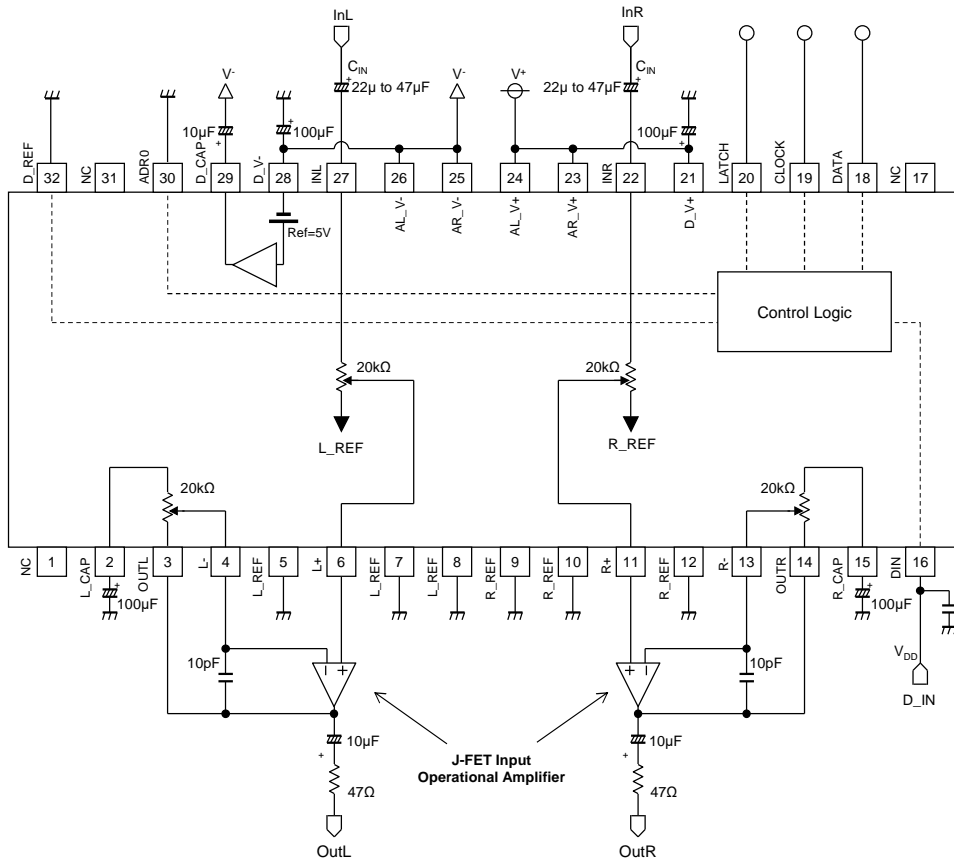 InL
InR
C_IN
22µ to 47µF
V-
V-
V+
C_IN
22µ to 47µF
10µF
+
100µF
+
+
+
100µF
+
D_REF
NC
ADR0
D_CAP
D_V-
INL
INR
LATCH
CLOCK
DATA
NC
32
31
30
29
28
27
26
25
24
23
22
21
20
19
18
17
AL_V-
AR_V-
AL_V+
AR_V+
D_V+
Ref=5V
Control Logic
20kΩ
20kΩ
L_REF
R_REF
20kΩ
20kΩ
NC
L_CAP
OUTL
L-
L_REF
L+
L_REF
L_REF
R_REF
R_REF
R+
R_REF
R-
OUTR
R_CAP
DIN
1
2
3
4
5
6
7
8
9
10
11
12
13
14
15
16
+
100µF
+
100µF
10pF
− +
+ −
10pF
V_DD
D_IN
10µF
+
10µF
+
J-FET Input
Operational Amplifier
47Ω
47Ω
OutL
OutR